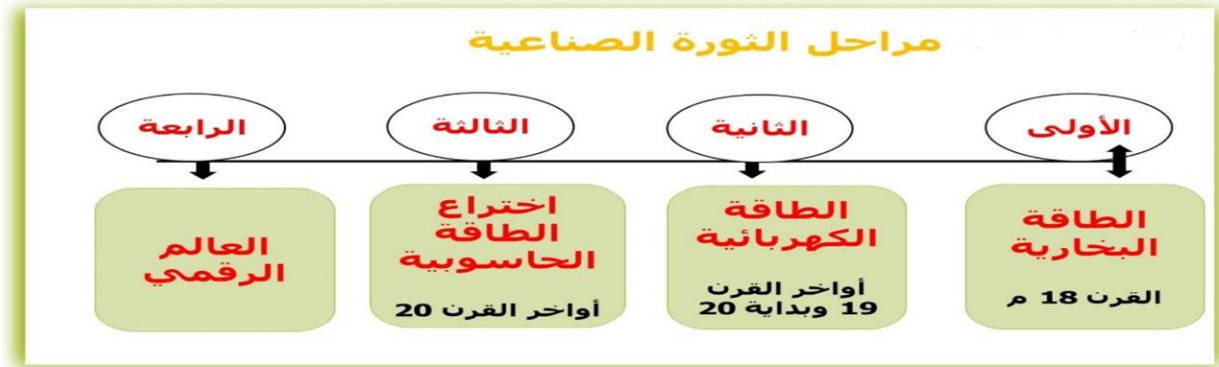 مراحل الثورة الصناعية
الأولى
الثانية
الثالثة
الرابعة
الطاقة
البخارية
القرن 18 م
الطاقة
الكهربائية
أواخر القرن
19 وبداية 20
اختراع
الطاقة
الحاسوبية
أواخر القرن 20
العالم
الرقمي